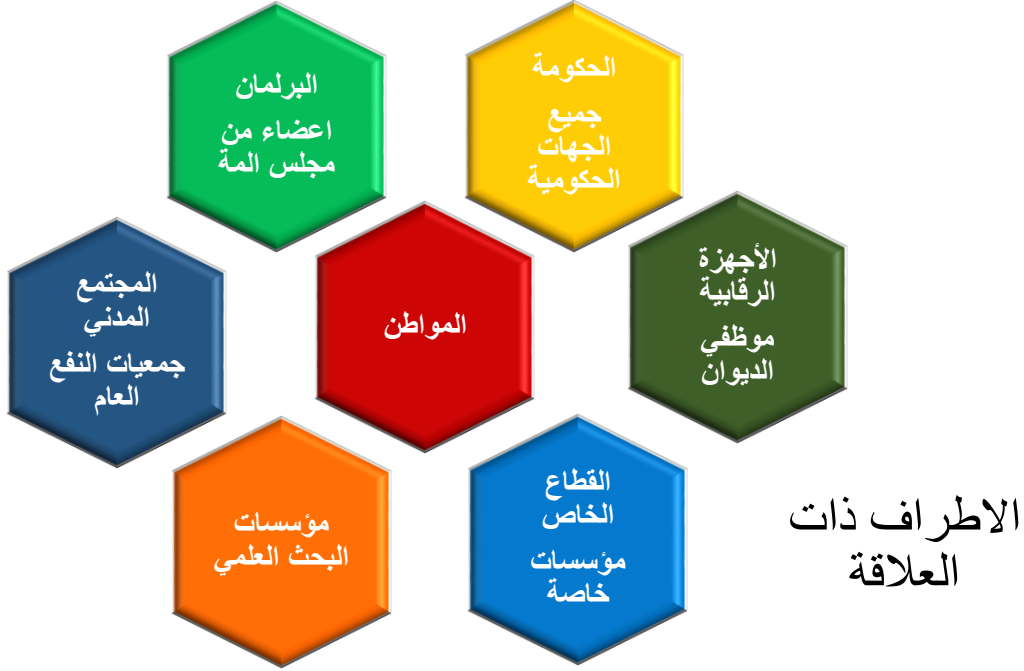 الحكومة
جميع
الجهات
الحكومية
البرلمان
اعضاء من
مجلس المة
الأجهزة
الرقابية
موظفي
الديوان
المواطن
المجتمع
المدني
جمعيات النفع
العام
القطاع
الخاص
مؤسسات
خاصة
مؤسسات
البحث العلمي
الاطراف ذات
العلاقة